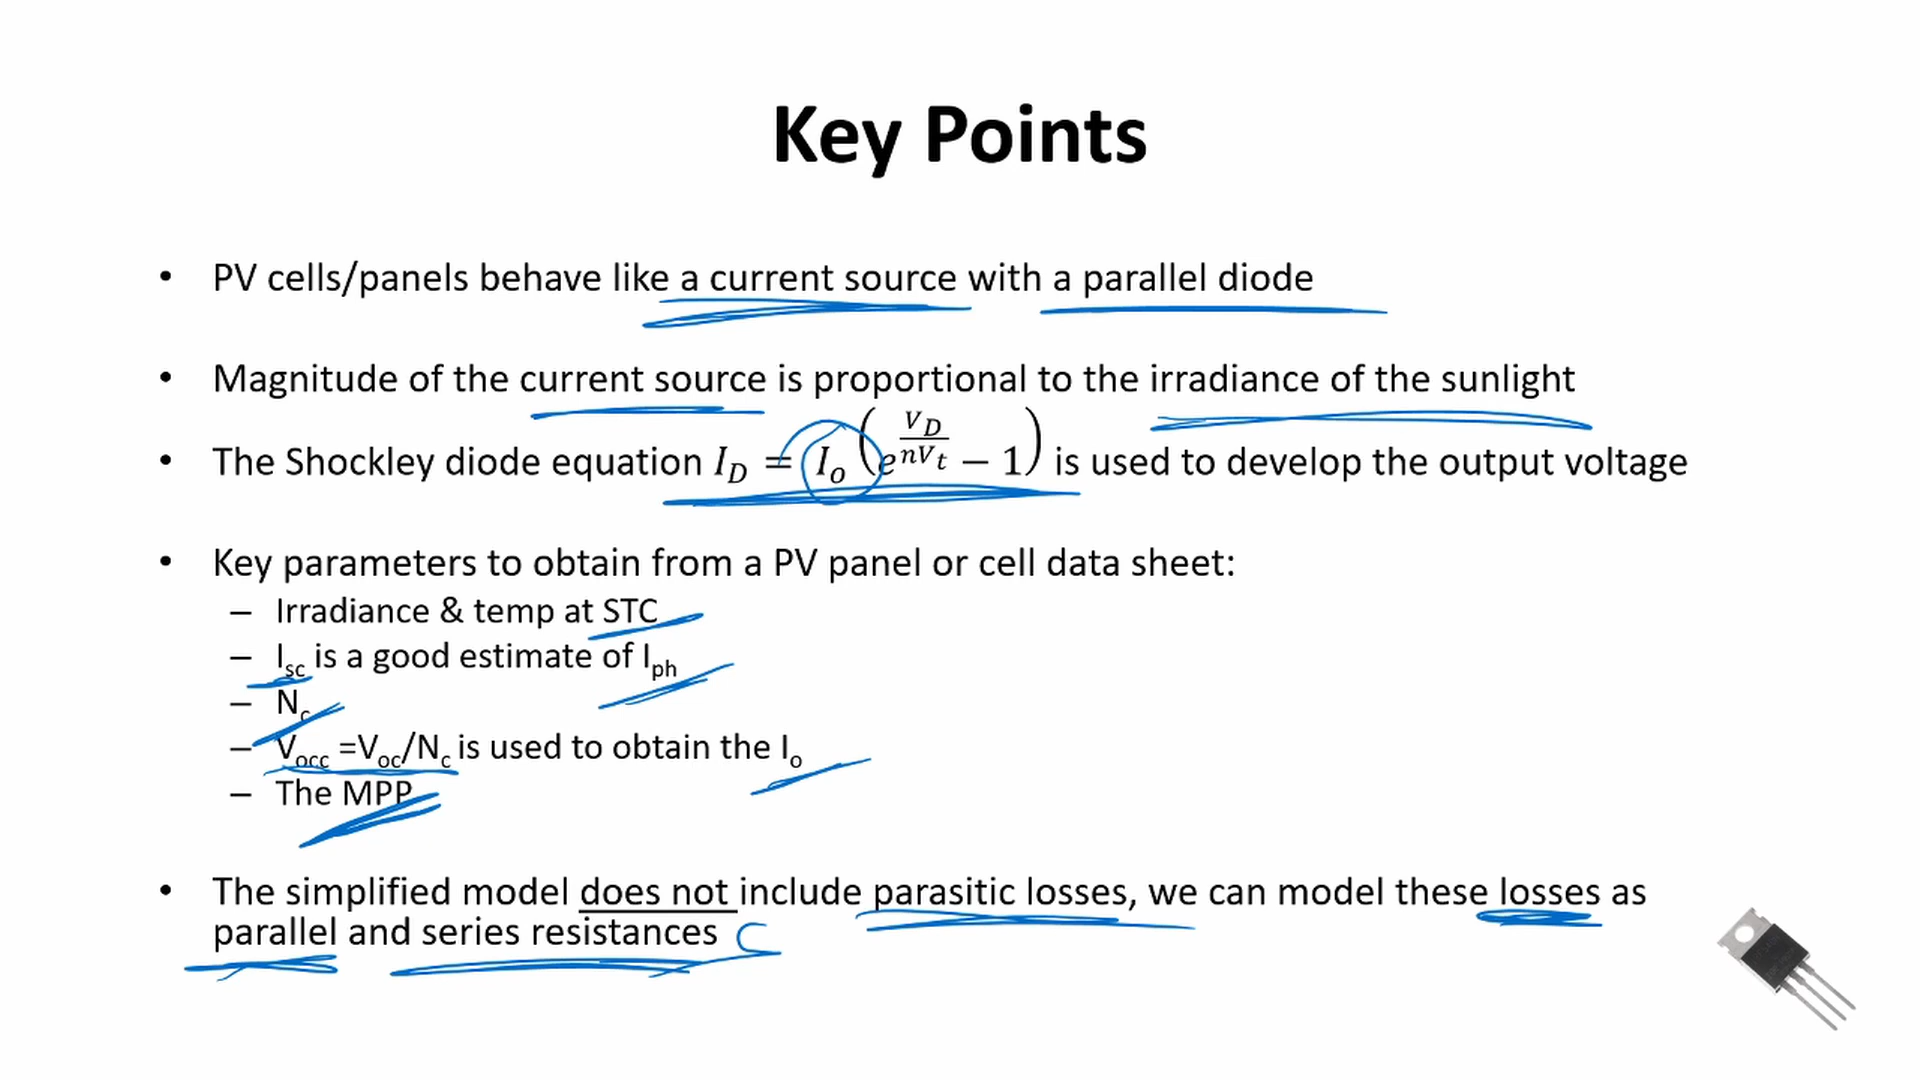 Key Points
• PV cells/panels behave like a current source with a parallel diode
• Magnitude of the current source is proportional to the irradiance of the sunlight
• The Shockley diode equation I_D = I_o (e^{V_D/nV_t} − 1) is used to develop the output voltage
• Key parameters to obtain from a PV panel or cell data sheet:
– Irradiance & temp at STC
– I_sc is a good estimate of I_ph
– N_c
– V_occ =V_oc/N_c is used to obtain the I_o
– The MPP
• The simplified model does not include parasitic losses, we can model these losses as
parallel and series resistances